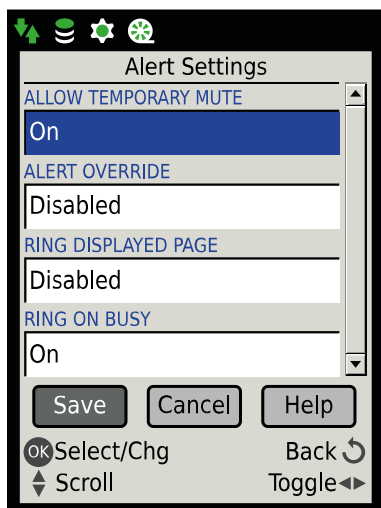 Alert Settings
ALLOW TEMPORARY MUTE
On
ALERT OVERRIDE
Disabled
RING DISPLAYED PAGE
Disabled
RING ON BUSY
On
Save Cancel Help
OK Select/Chg Back
Scroll Toggle